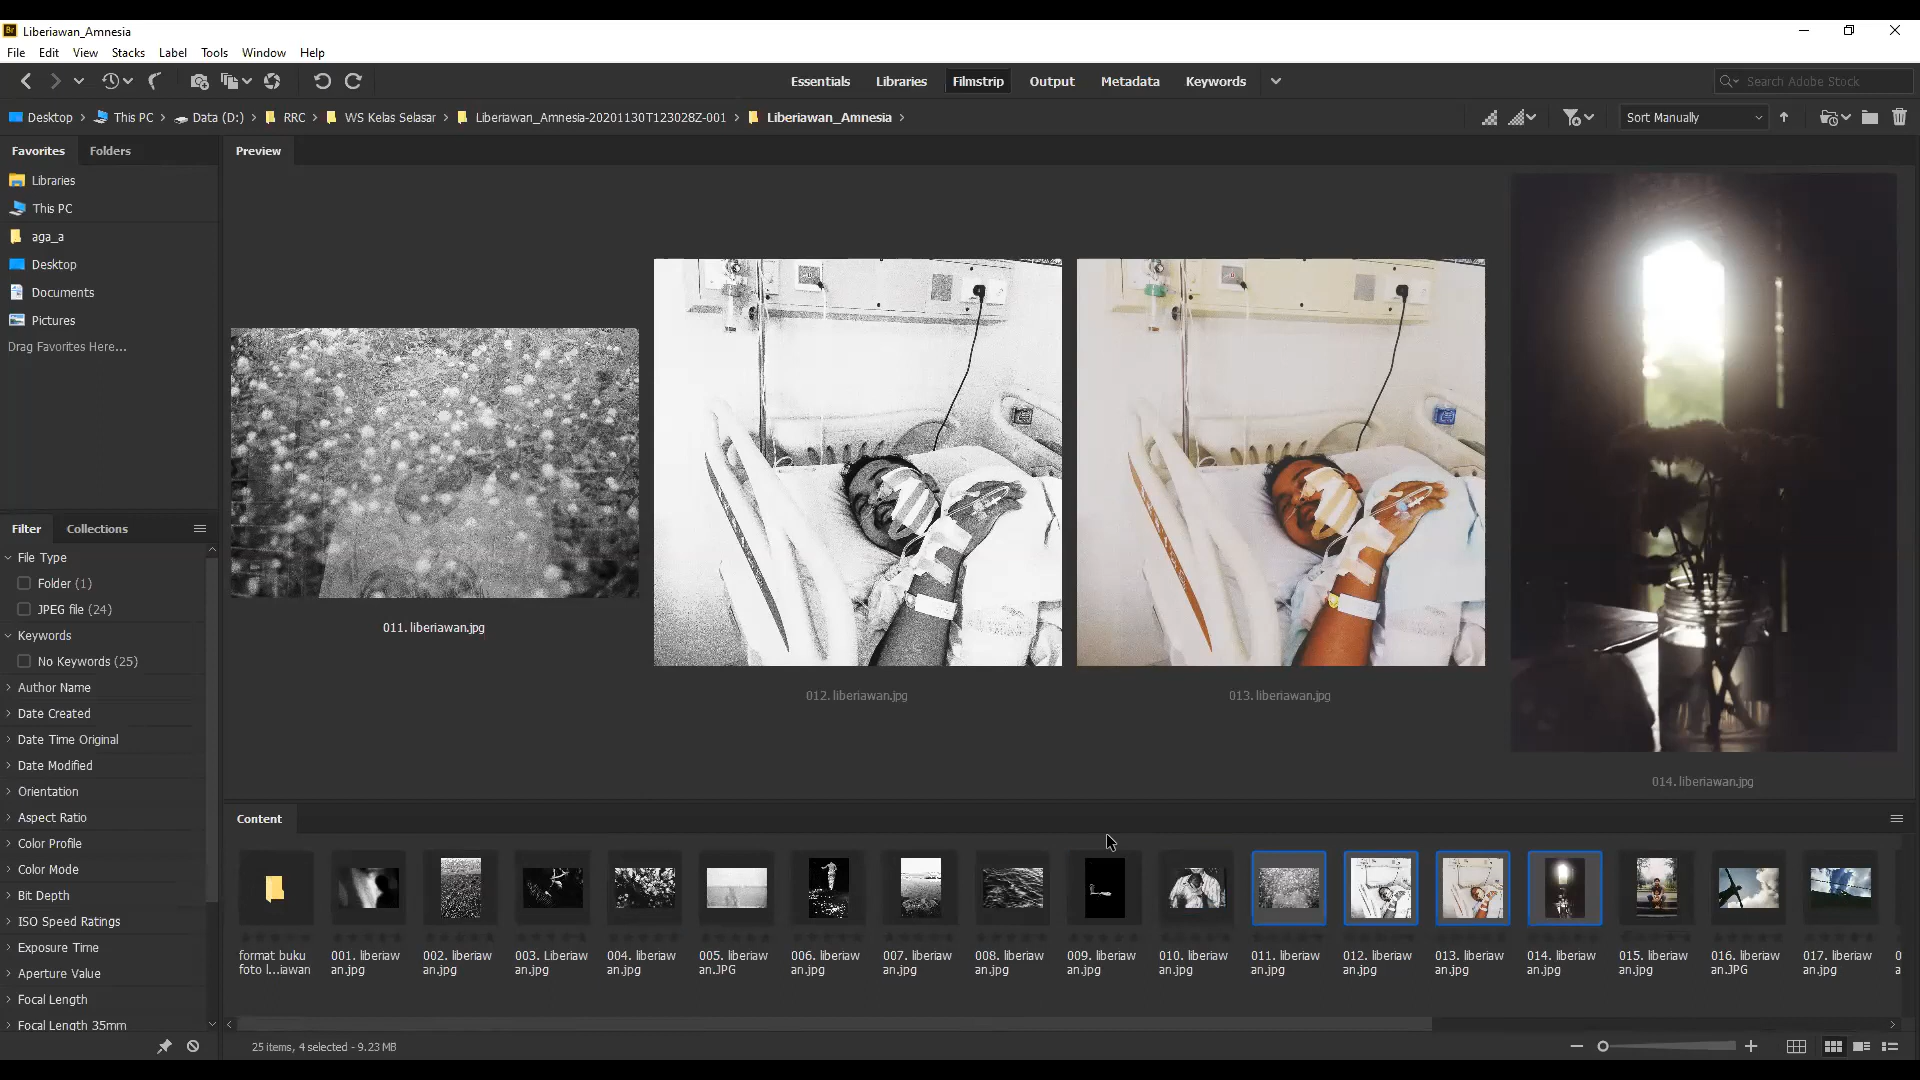 Br Liberiawan_Amnesia
File Edit View Stacks Label Tools Window Help
Essentials Libraries Filmstrip Output Metadata Keywords
Search Adobe Stock
Desktop This PC Data (D:) RRC WS Kelas Selasar Liberiawan_Amnesia-20201130T123028Z-001 Liberiawan_Amnesia
Sort Manually
Favorites Folders
Libraries
This PC
aga_a
Desktop
Documents
Pictures
Drag Favorites Here...
Filter Collections
File Type
Folder (1)
JPEG file (24)
Keywords
No Keywords (25)
Author Name
Date Created
Date Time Original
Date Modified
Orientation
Aspect Ratio
Color Profile
Color Mode
Bit Depth
ISO Speed Ratings
Exposure Time
Aperture Value
Focal Length
Focal Length 35mm
Preview
011. liberiawan.jpg
012. liberiawan.jpg
013. liberiawan.jpg
014. liberiawan.jpg
Content
format buku
foto l...iawan
001. liberiaw
an.jpg
002. liberiaw
an.jpg
003. Liberiaw
an.jpg
004. liberiaw
an.jpg
005. liberiaw
an.JPG
006. liberiaw
an.jpg
007. liberiaw
an.jpg
008. liberiaw
an.jpg
009. liberiaw
an.jpg
010. liberiaw
an.jpg
011. liberiaw
an.jpg
012. liberiaw
an.jpg
013. liberiaw
an.jpg
014. liberiaw
an.jpg
015. liberiaw
an.jpg
016. liberiaw
an.JPG
017. liberiaw
an.jpg
25 items, 4 selected - 9.23 MB